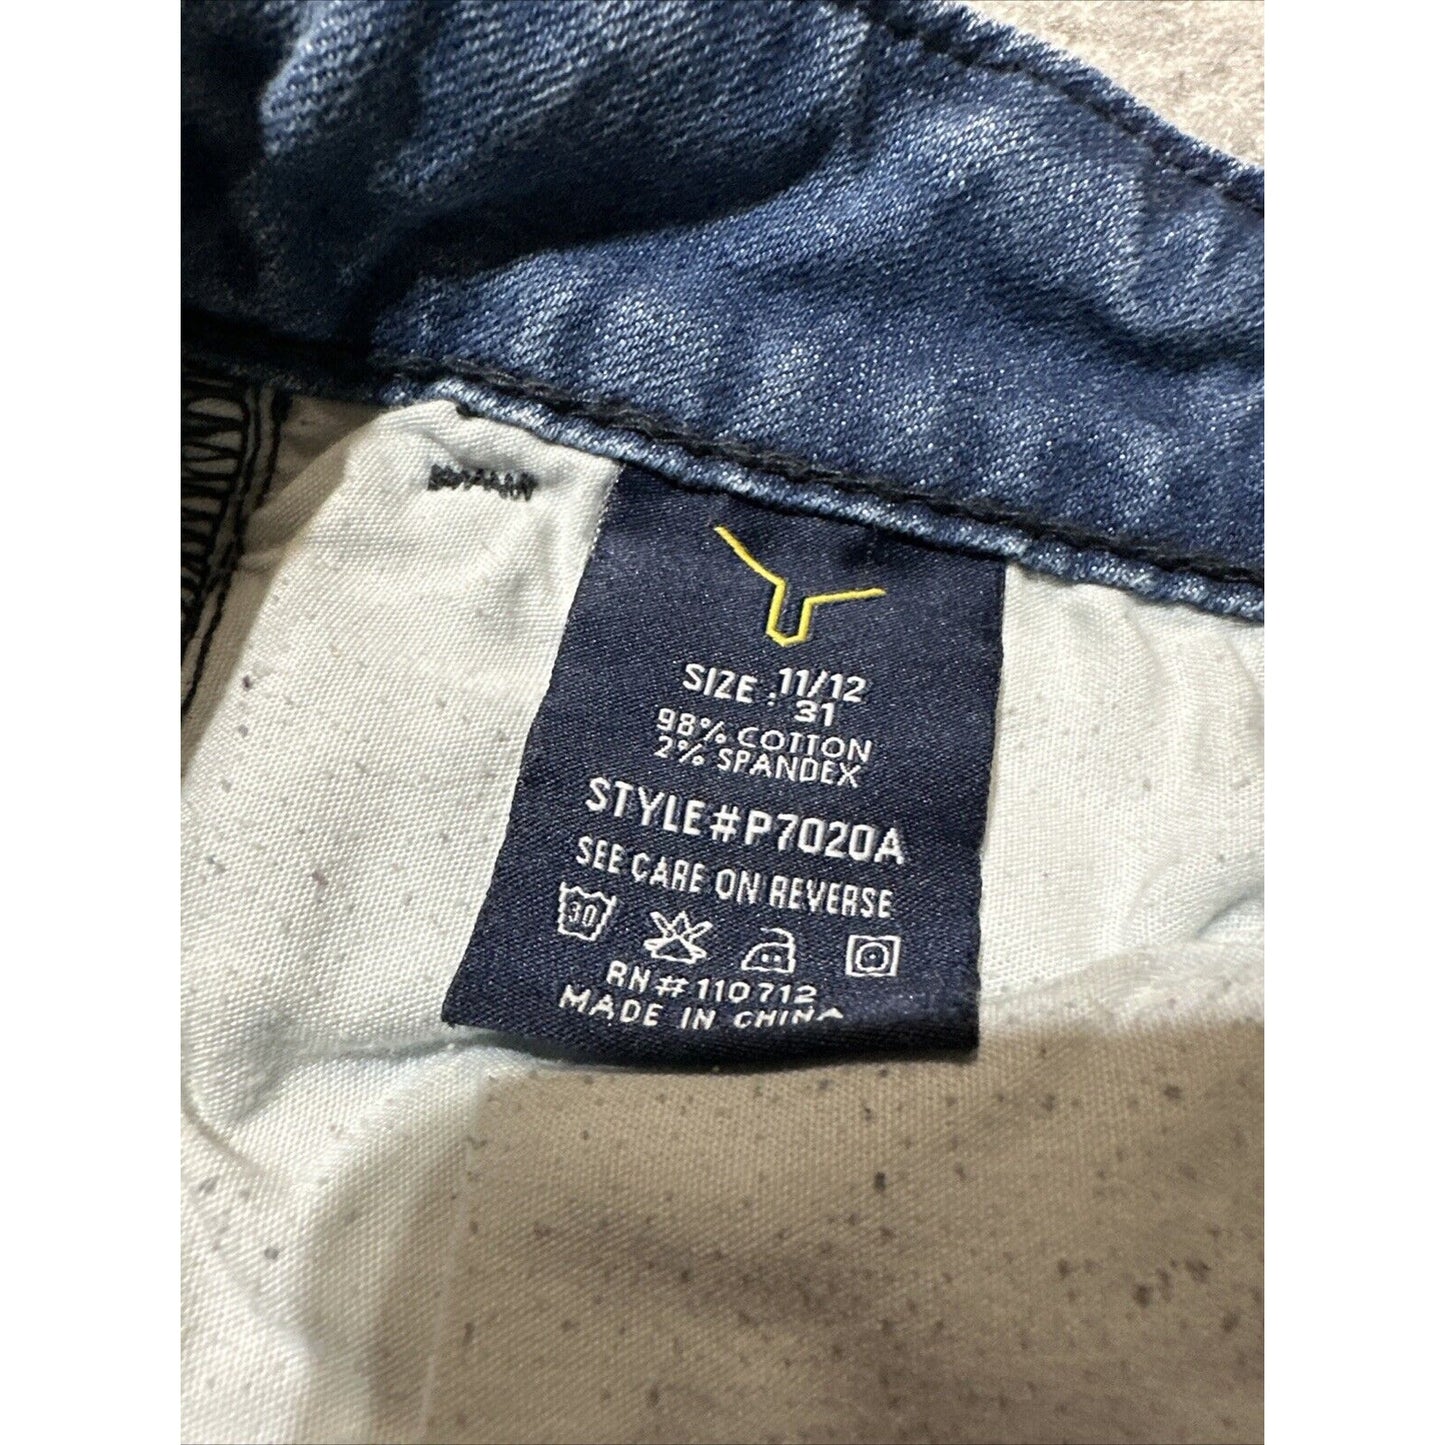 SIZE : 11/12
31
98% COTTON
2% SPANDEX
STYLE#P7020A
SEE CARE ON REVERSE
30
RN#110712
MADE IN CHINA